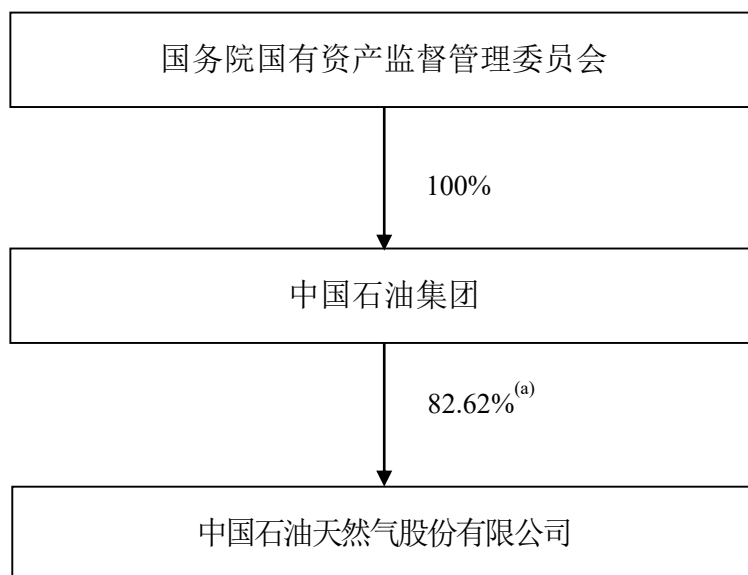 国务院国有资产监督管理委员会
100%
中国石油集团
82.62%(a)
中国石油天然气股份有限公司